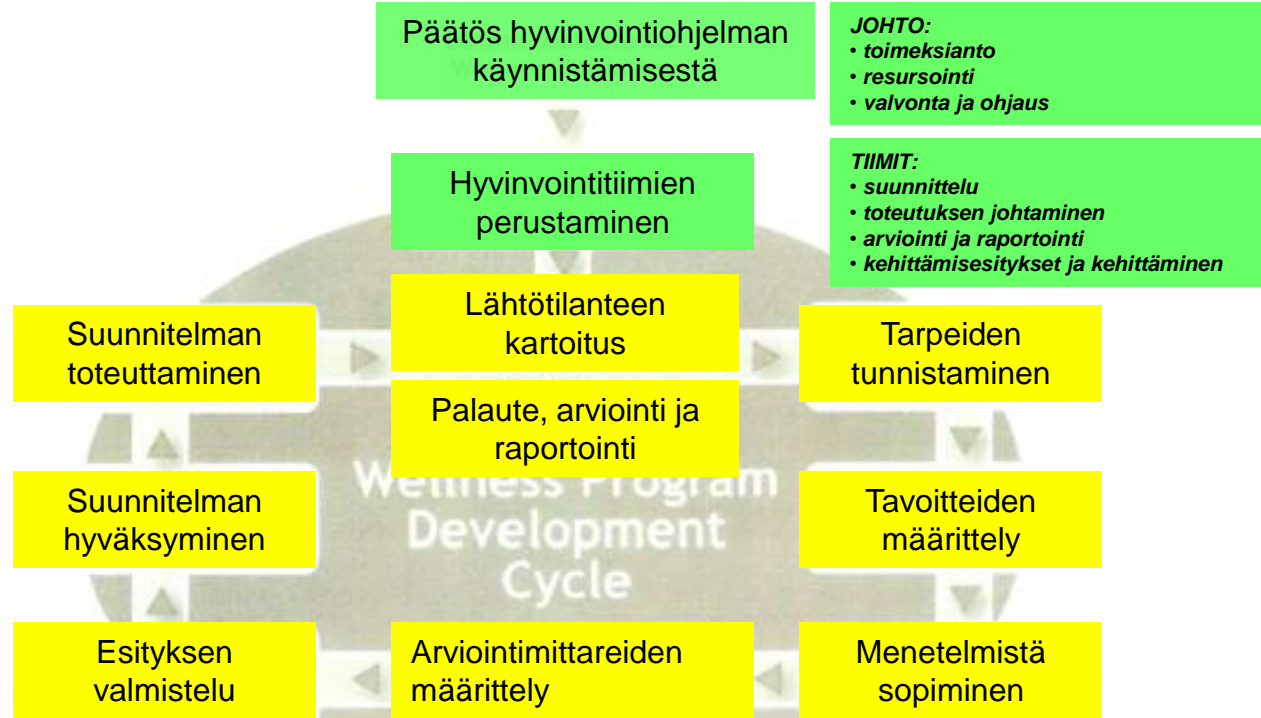 Päätös hyvinvointiohjelman
käynnistämisestä
JOHTO:
• toimeksianto
• resursointi
• valvonta ja ohjaus
Hyvinvointitiimien
perustaminen
TIIMIT:
• suunnittelu
• toteutuksen johtaminen
• arviointi ja raportointi
• kehittämisesitykset ja kehittäminen
Lähtötilanteen
kartoitus
Suunnitelman
toteuttaminen
Tarpeiden
tunnistaminen
Palaute, arviointi ja
raportointi
Wellness Program
Development
Cycle
Suunnitelman
hyväksyminen
Tavoitteiden
määrittely
Esityksen
valmistelu
Arviointimittareiden
määrittely
Menetelmistä
sopiminen